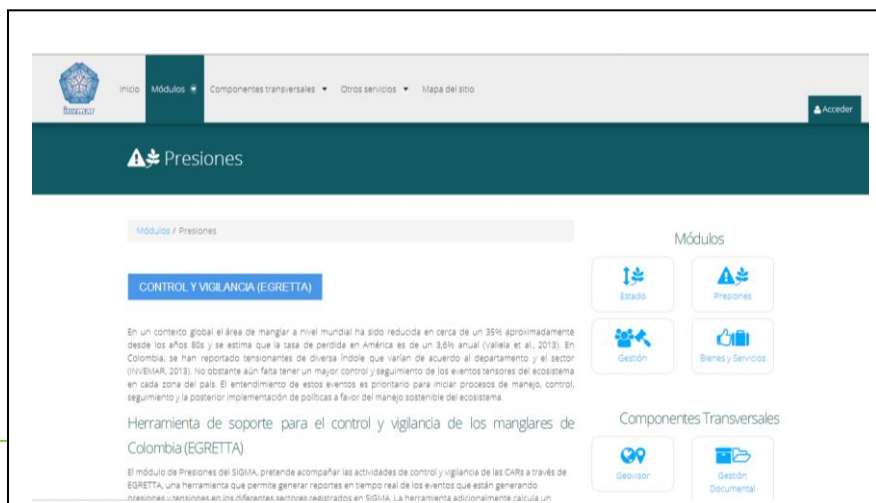 Inicio Módulos Componentes transversales Otros servicios Mapa del sitio
Acceder
Presiones
Módulos / Presiones
CONTROL Y VIGILANCIA (EGRETTA)
En un contexto global el área de manglar a nivel mundial ha sido reducida en cerca de un 35% aproximadamente
desde los años 80s y se estima que la tasa de perdida en América es de un 3,6% anual (Valiela et al., 2013). En
Colombia, se han reportado tensionantes de diversa índole que varían de acuerdo al departamento y el sector
(INVEMAR, 2013). No obstante aún falta tener un mayor control y seguimiento de los eventos tensores del ecosistema
en cada zona del país. El entendimiento de estos eventos es prioritario para iniciar procesos de manejo, control,
seguimiento y la posterior implementación de políticas a favor del manejo sostenible del ecosistema.
Herramienta de soporte para el control y vigilancia de los manglares de
Colombia (EGRETTA)
El módulo de Presiones del SIGMA, pretende acompañar las actividades de control y vigilancia de las CARs a través de
EGRETTA, una herramienta que permite generar reportes en tiempo real de los eventos que están generando
presiones y tensiones en los diferentes sectores registrados en SIGMA. La herramienta adicionalmente calcula un
Módulos
Estado
Presiones
Gestión
Bienes y Servicios
Componentes Transversales
Geovisor
Gestión
Documental